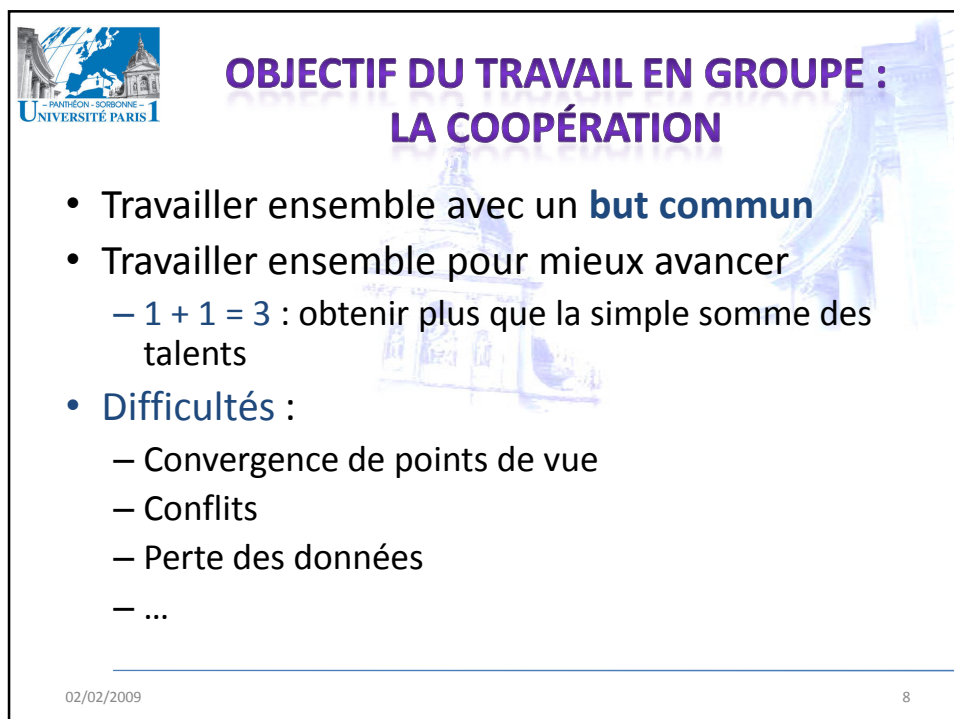 - PANTHÉON - SORBONNE -
UNIVERSITÉ PARIS 1
OBJECTIF DU TRAVAIL EN GROUPE :
LA COOPÉRATION
• Travailler ensemble avec un but commun
• Travailler ensemble pour mieux avancer
– 1 + 1 = 3 : obtenir plus que la simple somme des
talents
• Difficultés :
– Convergence de points de vue
– Conflits
– Perte des données
– ...
02/02/2009
8